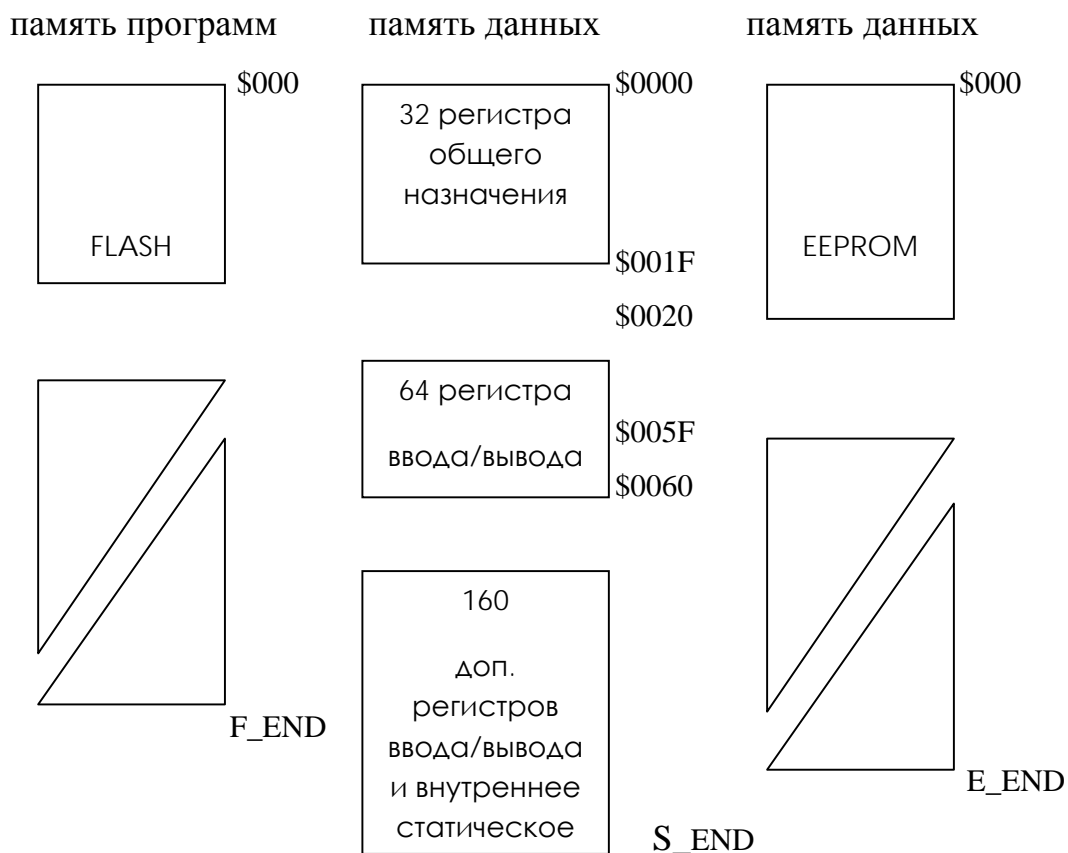 память программ
$000
FLASH
F_END
память данных
$0000
32 регистра
общего
назначения
$001F
$0020
64 регистра
ввода/вывода
$005F
$0060
160
доп.
регистров
ввода/вывода
и внутреннее
статическое
S_END
память данных
$000
EEPROM
E_END